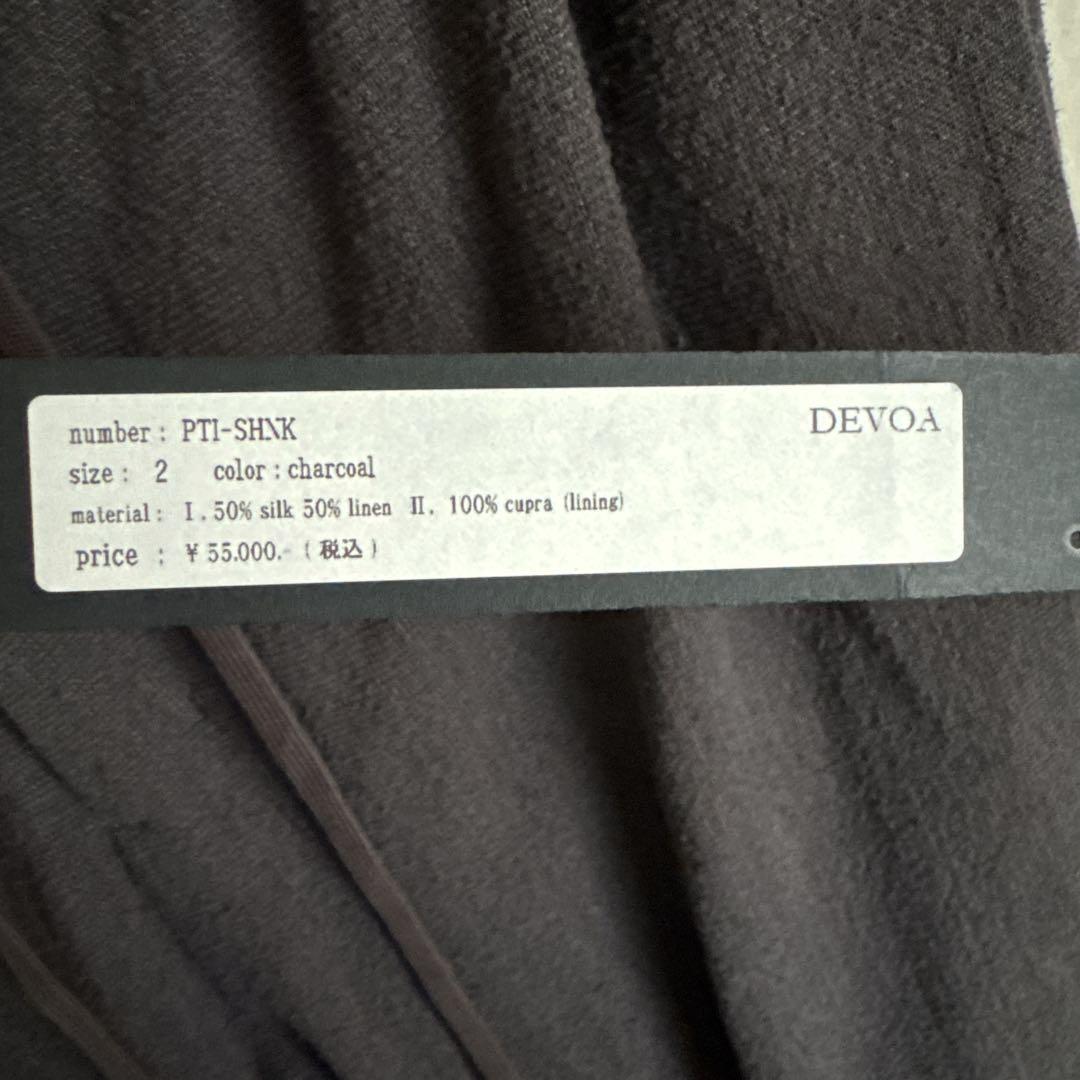 DEVOA
number : PTI-SHNK
size : 2 color : charcoal
material : I . 50% silk 50% linen II . 100% cupra (lining)
price : ¥ 55.000.- ( 税込 )